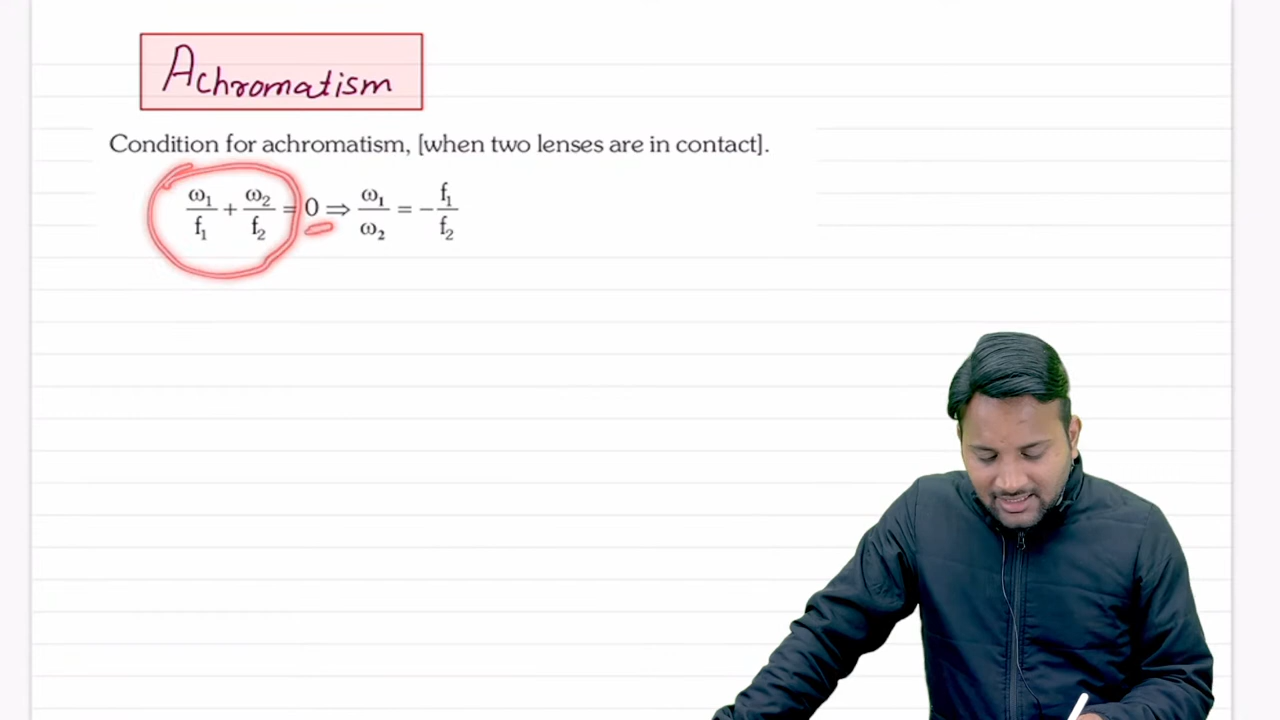 Achromatism
Condition for achromatism, [when two lenses are in contact].
ω₁/f₁ + ω₂/f₂ = 0 ⇒ ω₁/ω₂ = −f₁/f₂